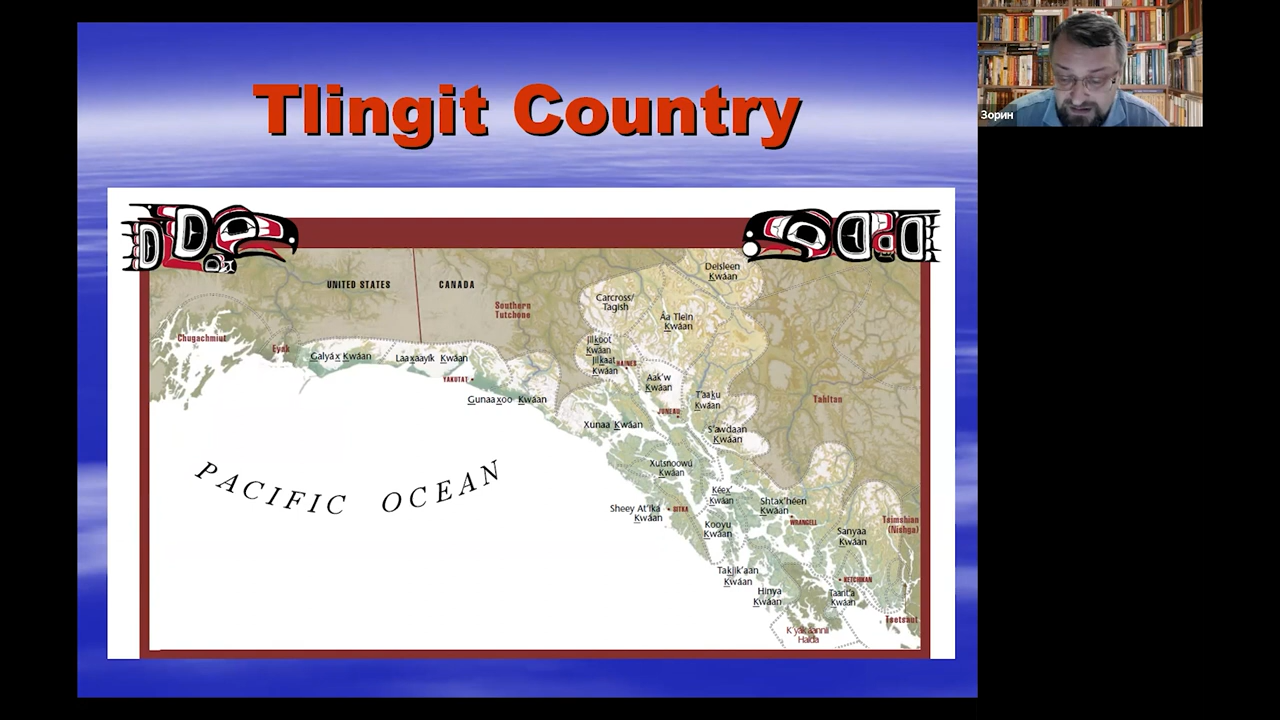 Tlingit Country
Зорин
UNITED STATES
CANADA
Southern
Tutchone
Chugachmiut
Eyak
Galyáx Kwáan
Laaxaayík Kwáan
YAKUTAT
Gunaaxoo Kwáan
Deisleen
Kwáan
Carcross/
Tagish
Áa Tlein
Kwáan
Jilkoot
Kwáan
Jilkaat
Kwáan
HAINES
Aak'w
Kwáan
T'aaku
Kwáan
JUNEAU
Tahltan
Xunaa Kwáan
S'awdaan
Kwáan
Xutsnoowú
Kwáan
PACIFIC OCEAN
Kéex'
Kwáan
Shtax'héen
Kwáan
Sheey At'iká
Kwáan
SITKA
WRANGELL
Kooyu
Kwáan
Sanyaa
Kwáan
Tsimshian
(Nishga)
Takjik'aan
Kwáan
KETCHIKAN
Hinya
Kwáan
Taant'a
Kwáan
Tsetsaut
Haida